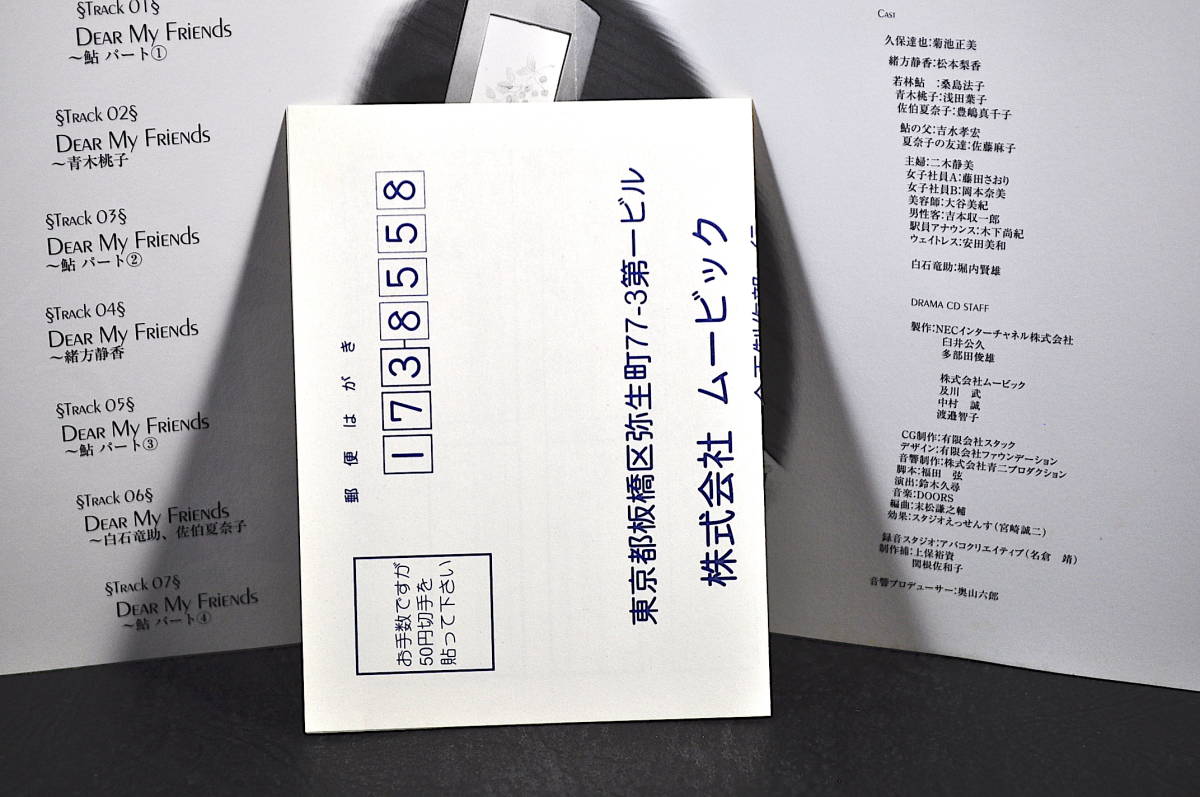 §TRACK 01§
DEAR MY FRIENDS
～鮎 パート①
§TRACK 02§
DEAR MY FRIENDS
～青木桃子
§TRACK 03§
DEAR MY FRIENDS
～鮎 パート②
§TRACK 04§
DEAR MY FRIENDS
～緒方静香
§TRACK 05§
DEAR MY FRIENDS
～鮎 パート③
§TRACK 06§
DEAR MY FRIENDS
～白石竜助、佐伯夏奈子
§TRACK 07§
DEAR MY FRIENDS
～鮎 パート④
郵便はがき
173-8558
東京都板橋区弥生町77-3第一ビル
株式会社 ムービック
お手数ですが
50円切手を
貼って下さい
CAST
久保達也:菊池正美
緒方静香:松本梨香
若林鮎 :桑島法子
青木桃子:浅田葉子
佐伯夏奈子:豊嶋真千子
鮎の父:吉水孝宏
夏奈子の友達:佐藤麻子
主婦:二木静美
女子社員A:藤田さおり
女子社員B:岡本奈美
美容師:大谷美紀
男性客:吉本収一郎
駅員アナウンス:木下尚紀
ウェイトレス:安田美和
白石竜助:堀内賢雄
DRAMA CD STAFF
製作:NECインターチャネル株式会社
臼井公久
多部田俊雄
株式会社ムービック
及川 武
中村 誠
渡邉智子
CG制作:有限会社スタック
デザイン:有限会社ファウンデーション
音響制作:株式会社青二プロダクション
脚本:福田 弦
演出:鈴木久尋
音楽:DOORS
編曲:末松謙之輔
効果:スタジオえっせんす(宮崎誠二)
録音スタジオ:アバコクリエイティブ(名倉 靖)
制作補:上保裕資
関根佐和子
音響プロデューサー:奥山六郎